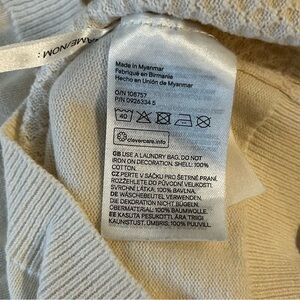 NAME/NOM:
Made in Myanmar
Fabriqué en Birmanie
Hecho en Unión de Myanmar
O/N 108757
P/N 0926334 5
40
clevercare.info
GB USE A LAUNDRY BAG. DO NOT
IRON ON DECORATION. SHELL: 100%
COTTON.
CZ PERTE V SÁČKU PRO ŠETRNÉ PRANÍ.
ROZŽEHLETE DO PŮVODNÍ VELIKOSTI.
SVRCHNÍ LÁTKA: 100% BAVLNA.
DE WÄSCHEBEUTEL VERWENDEN.
DIE DEKORATION NICHT BÜGELN.
OBERMATERIAL: 100% BAUMWOLLE.
EE KASUTA PESUKOTTI. ÄRA TRIIGI
KAUNISTUST. ÜMBRIS: 100% PUUVILL.